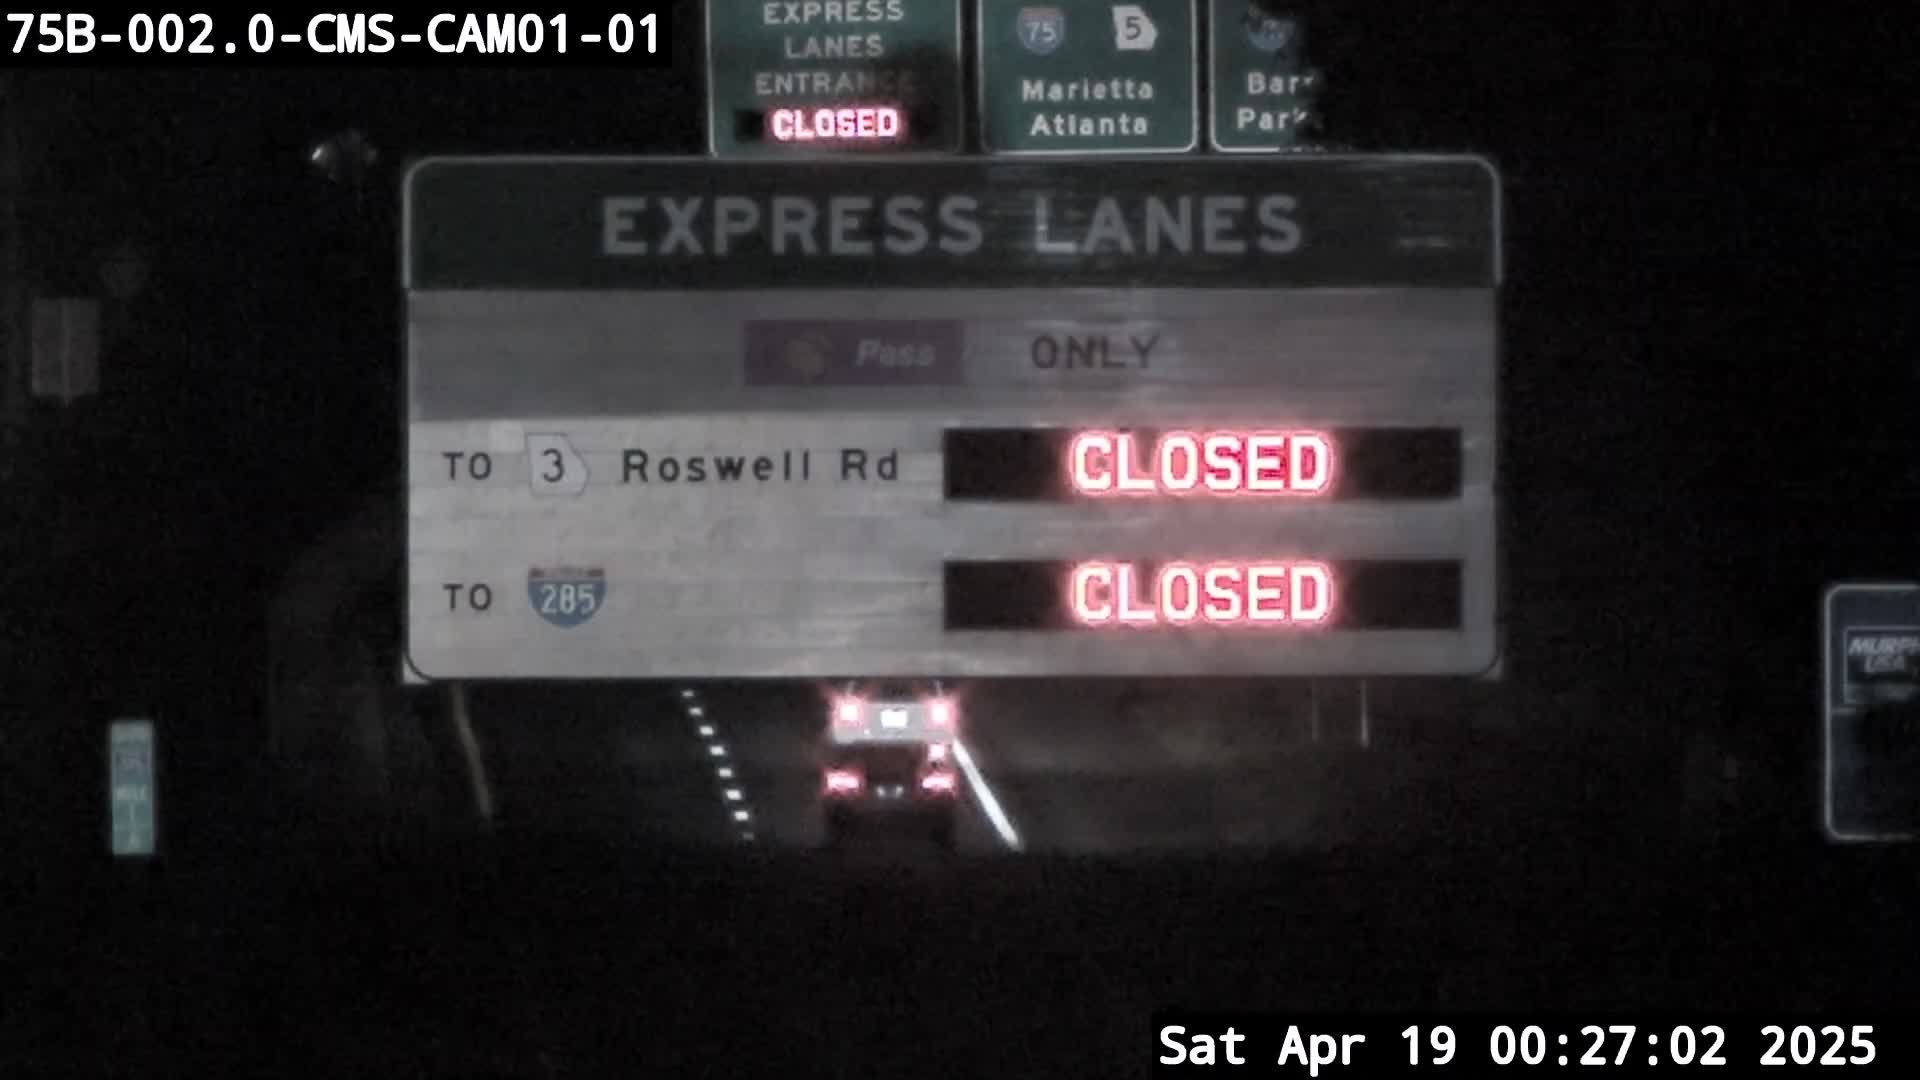 75B-002.0-CMS-CAM01-01
EXPRESS
LANES
ENTRANCE
CLOSED
75
5
Marietta
Atlanta
EXPRESS LANES
Pass ONLY
TO 3 Roswell Rd CLOSED
TO 285 CLOSED
Sat Apr 19 00:27:02 2025